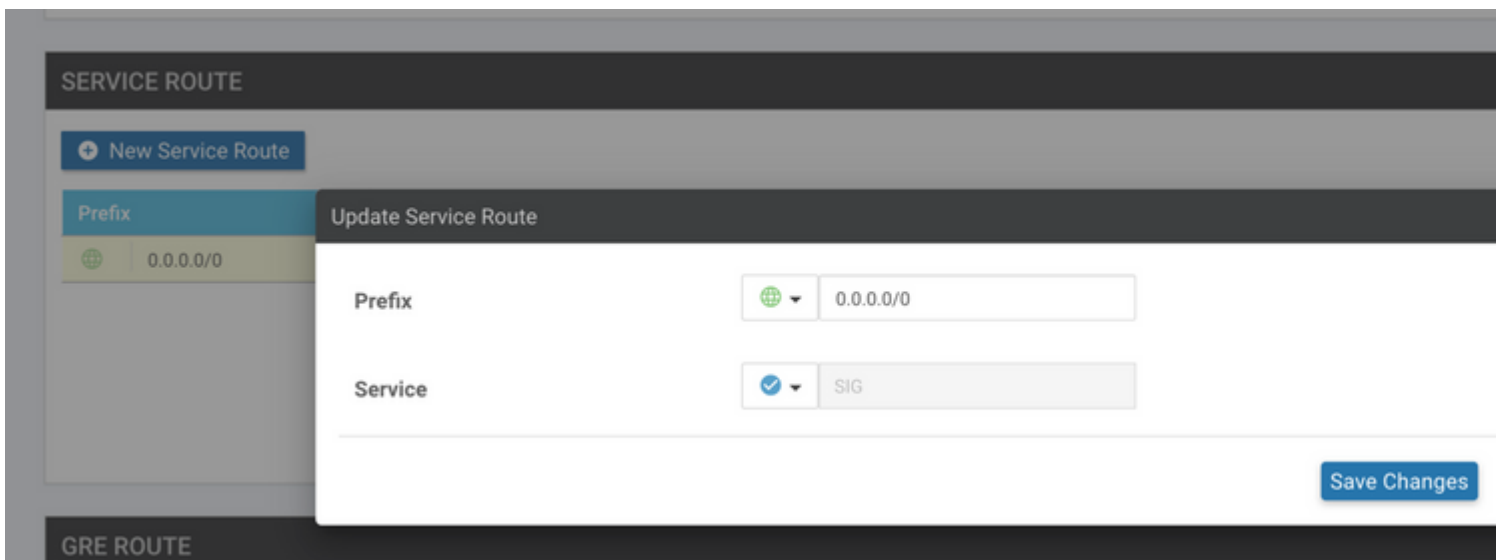 SERVICE ROUTE
New Service Route
Prefix
0.0.0.0/0
Update Service Route
Prefix
0.0.0.0/0
Service
SIG
Save Changes
GRE ROUTE